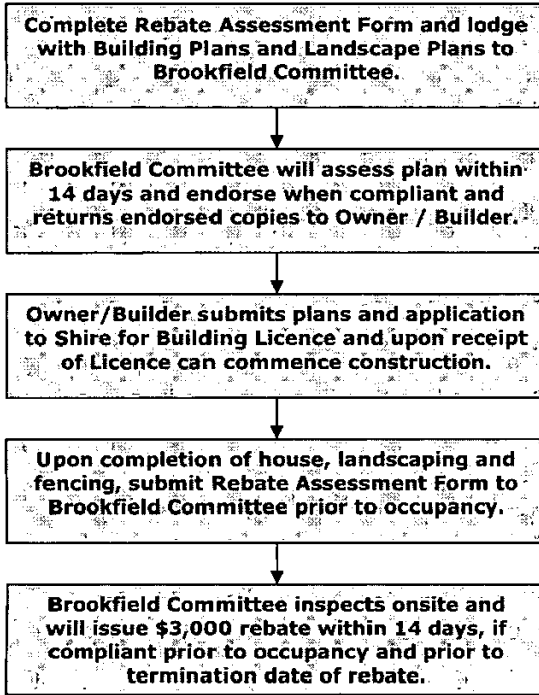 Complete Rebate Assessment Form and lodge
with Building Plans and Landscape Plans to
Brookfield Committee.
Brookfield Committee will assess plan within
14 days and endorse when compliant and
returns endorsed copies to Owner / Builder.
Owner/Builder submits plans and application
to Shire for Building Licence and upon receipt
of Licence can commence construction.
Upon completion of house, landscaping and
fencing, submit Rebate Assessment Form to
Brookfield Committee prior to occupancy.
Brookfield Committee inspects onsite and
will issue $3,000 rebate within 14 days, if
compliant prior to occupancy and prior to
termination date of rebate.